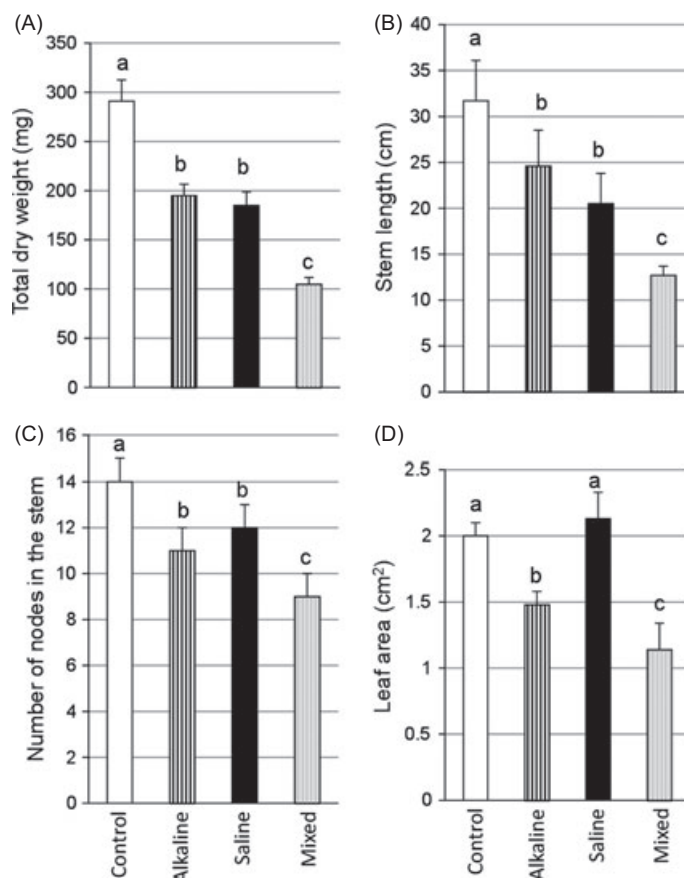 (A)
Total dry weight (mg)
350
300
250
200
150
100
50
0
a
b
b
c
(B)
Stem length (cm)
40
35
30
25
20
15
10
5
0
a
b
b
c
(C)
Number of nodes in the stem
16
14
12
10
8
6
4
2
0
a
b
b
c
Control
Alkaline
Saline
Mixed
(D)
Leaf area (cm²)
2.5
2
1.5
1
0.5
0
a
b
a
c
Control
Alkaline
Saline
Mixed